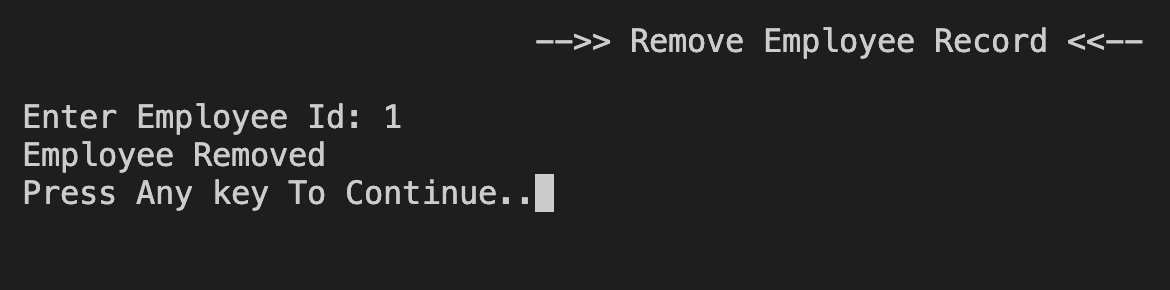 -->> Remove Employee Record <<--
Enter Employee Id: 1
Employee Removed
Press Any key To Continue..